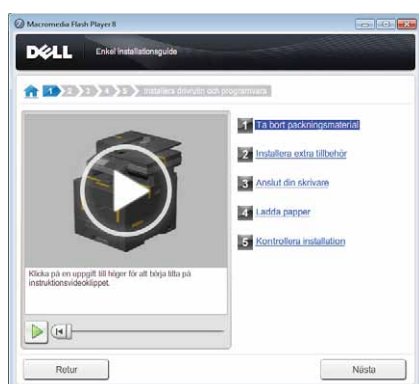 Macromedia Flash Player 8
DELL
Enkel installationsguide
1 2 3 4 5 Installera drivrutin och programvara
1 Ta bort packningsmaterial
2 Installera extra tillbehör
3 Anslut din skrivare
4 Ladda papper
5 Kontrollera installation
Klicka på en uppgift till höger för att börja titta på
instruktionsvideoklippet.
Retur
Nästa